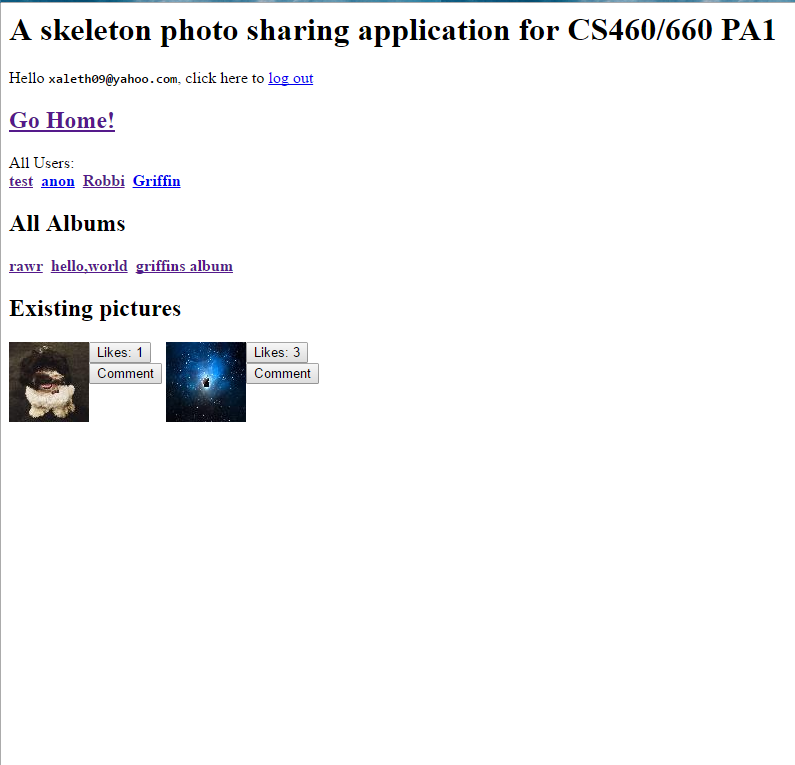 A skeleton photo sharing application for CS460/660 PA1
Hello xaleth09@yahoo.com, click here to log out
Go Home!
All Users:
test anon Robbi Griffin
All Albums
rawr hello,world griffins album
Existing pictures
Likes: 1 Likes: 3
Comment Comment